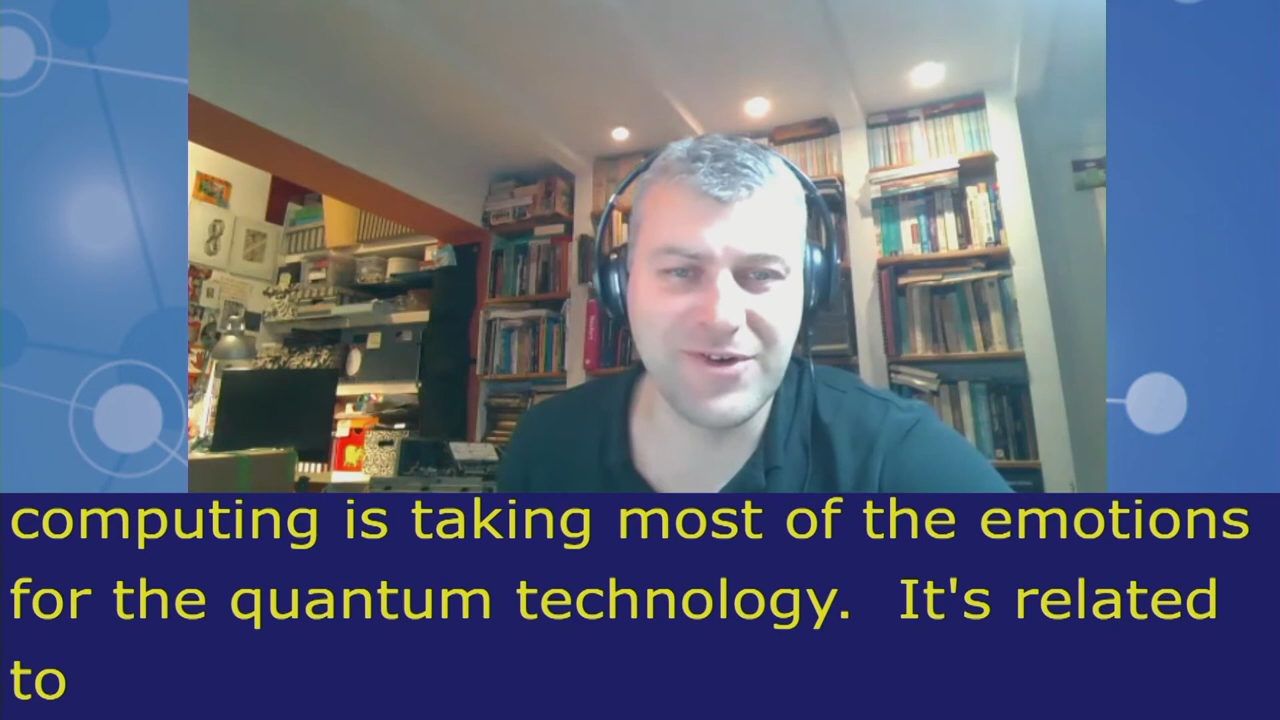 computing is taking most of the emotions
for the quantum technology.  It's related
to